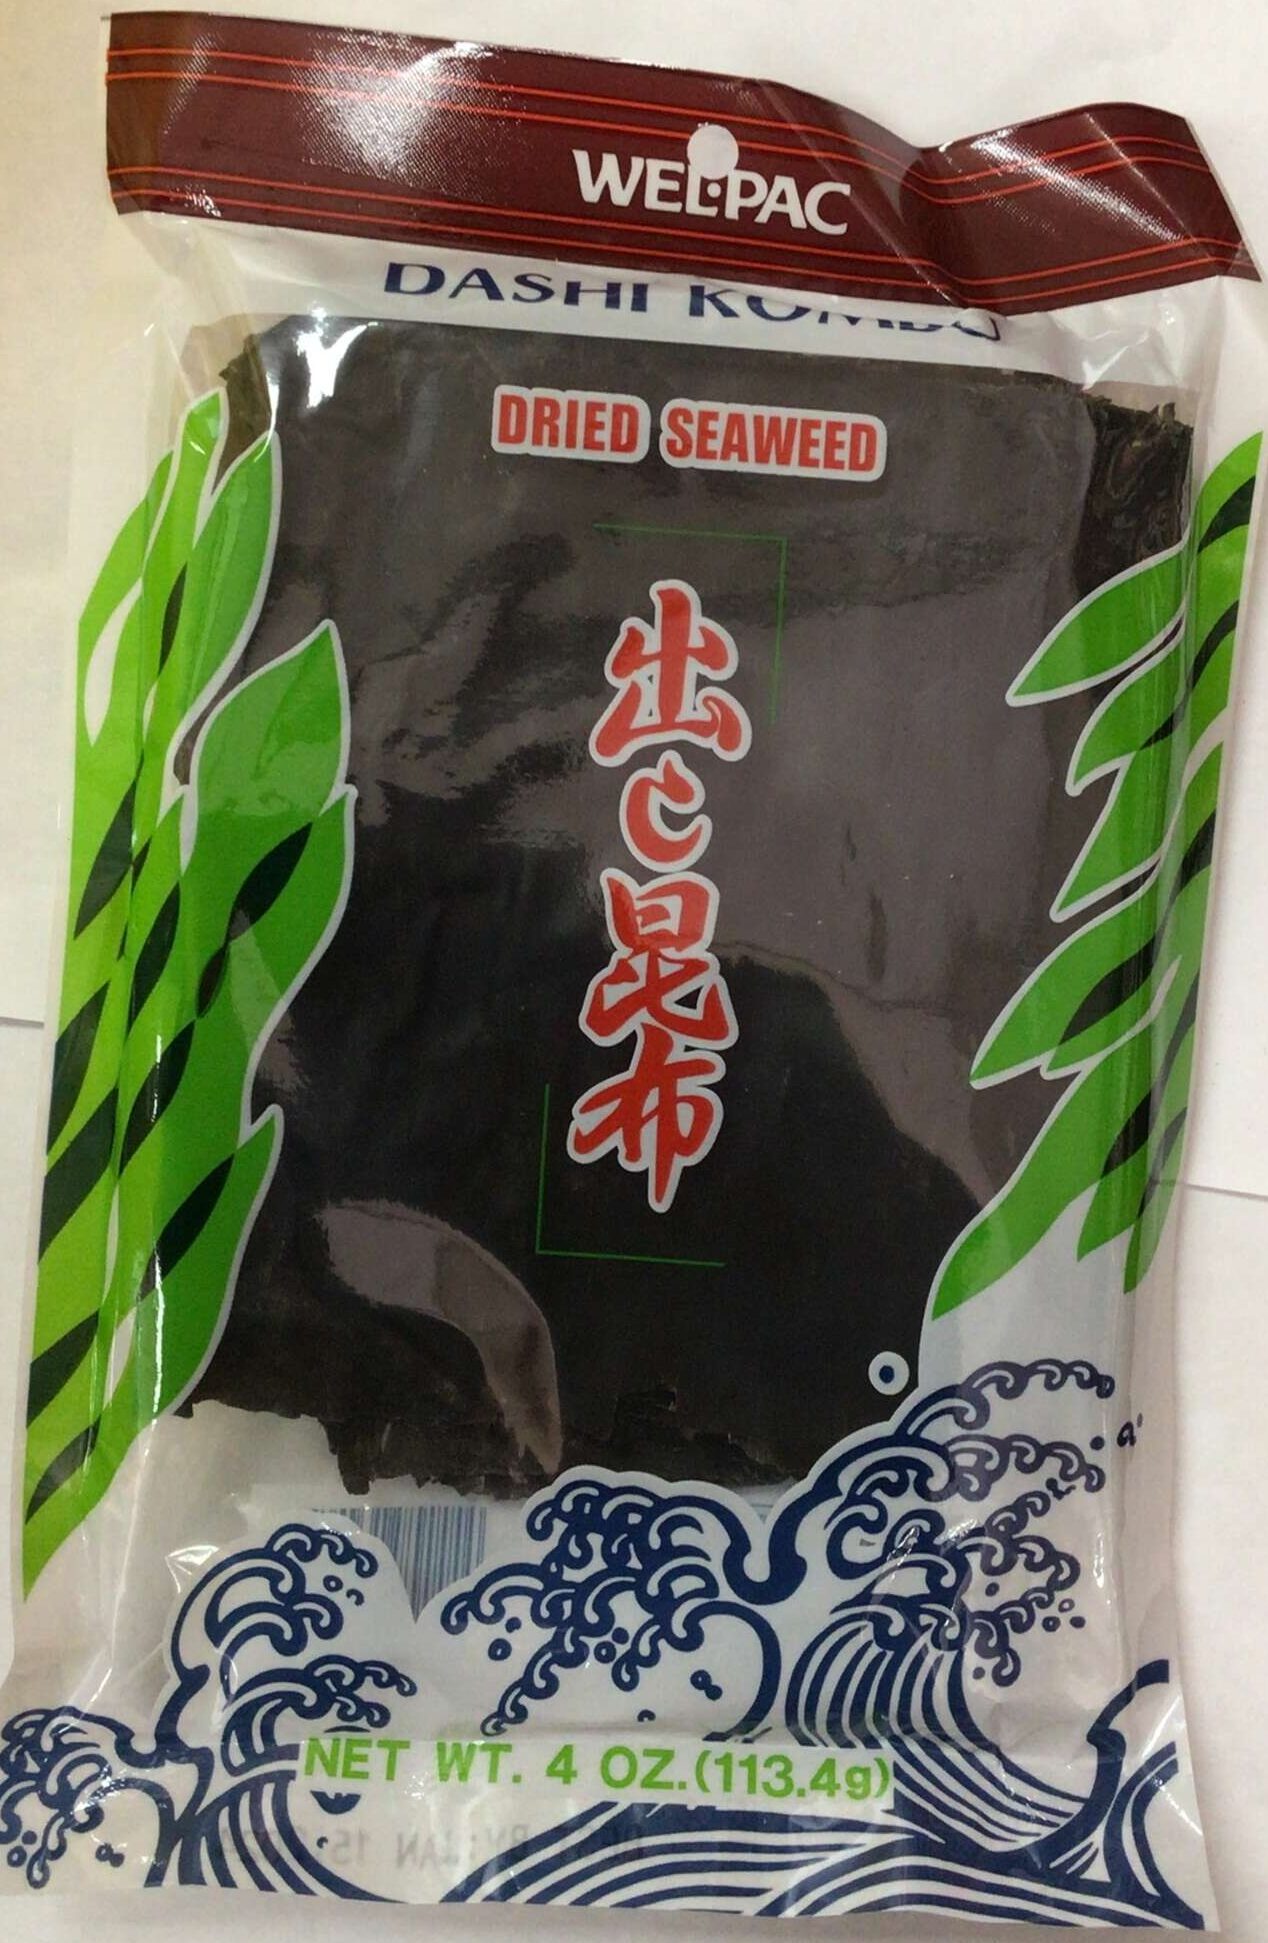 WEL·PAC
DASHI KOMBU
DRIED SEAWEED
出し昆布
NET WT. 4 OZ.(113.4g)